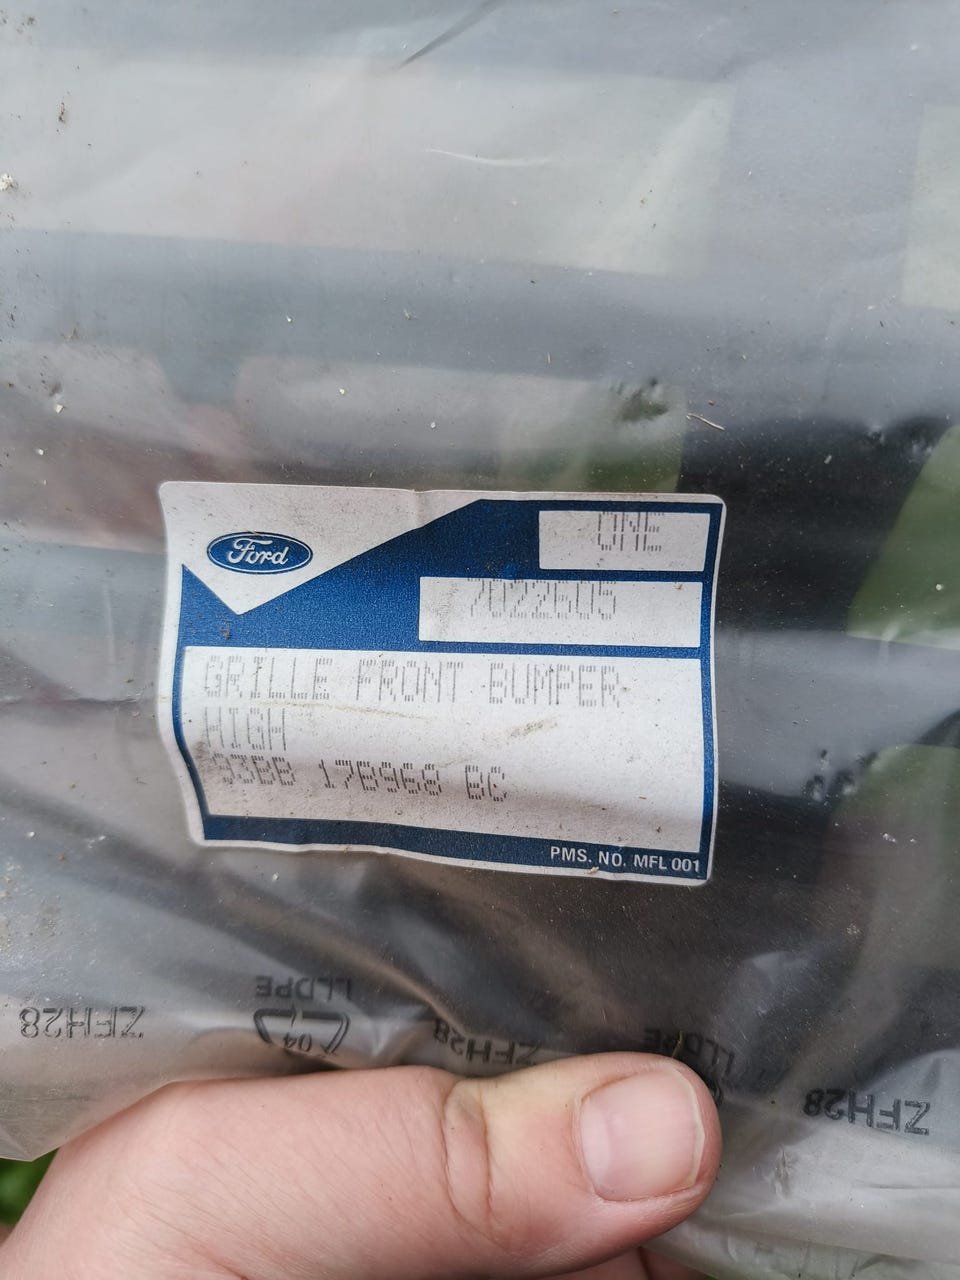 Ford
ONE
7022605
GRILLE FRONT BUMPER
HIGH
93BB 17B968 BC
PMS. NO. MFL 001
LLDPE
04
ZFH28
ZFH28
LLDPE
ZFH28